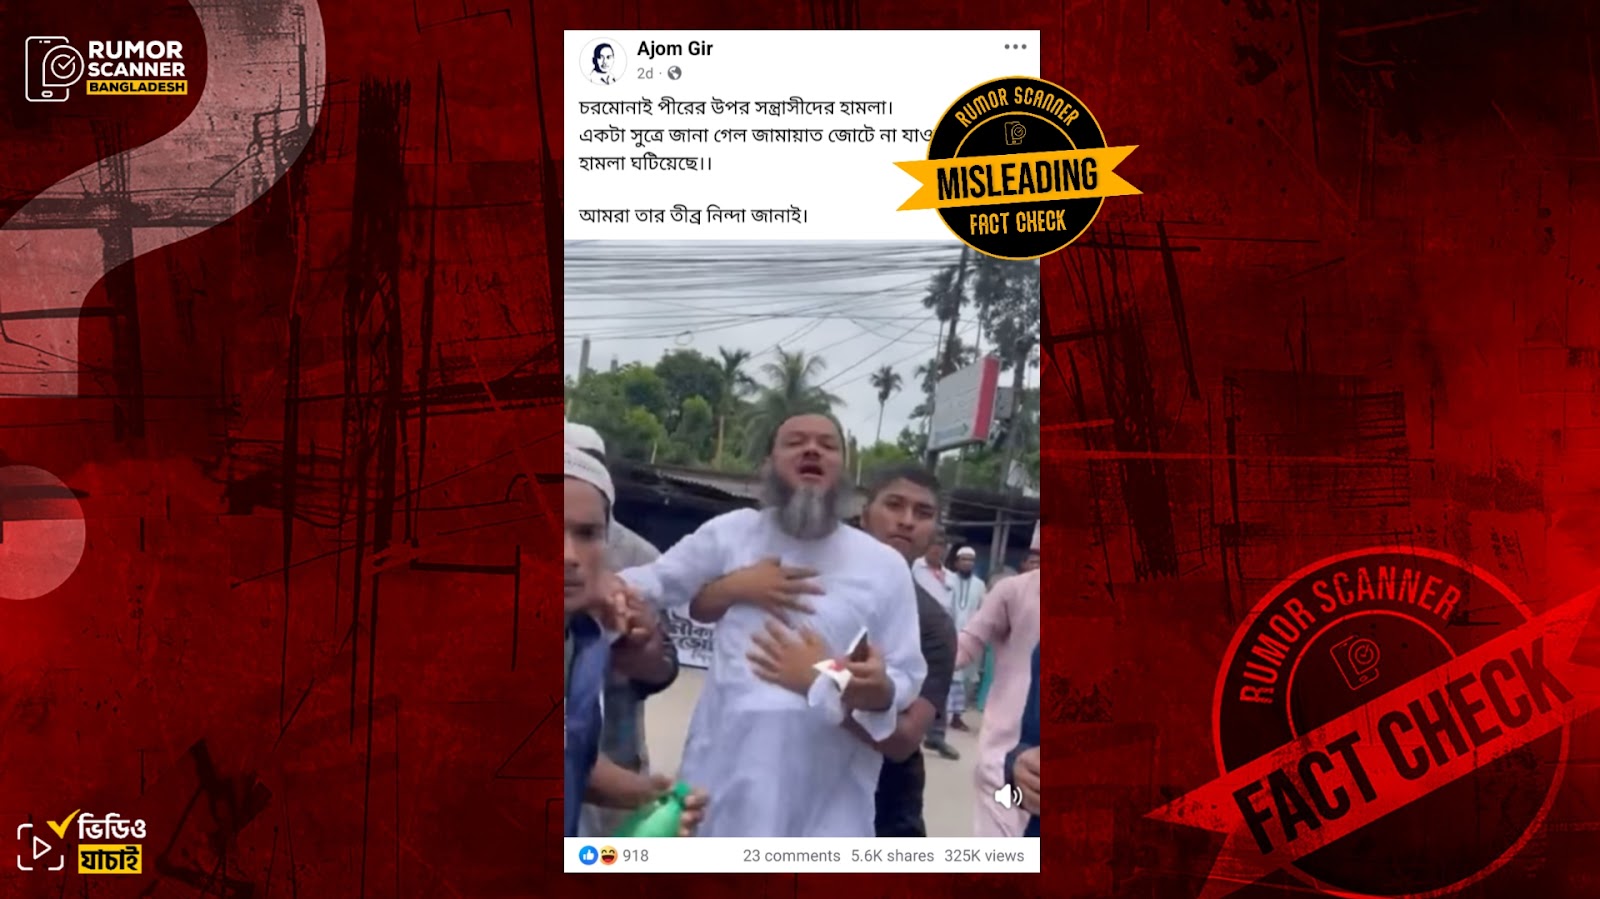 RUMOR
SCANNER
BANGLADESH
Ajom Gir
2d
চরমোনাই পীরের উপর সন্ত্রাসীদের হামলা।
একটা সুত্রে জানা গেল জামায়াত জোটে না
হামলা ঘটিয়েছে।।
আমরা তার তীব্র নিন্দা জানাই।
RUMOR SCANNER
MISLEADING
FACT CHECK
918
23 comments 5.6K shares 325K views
RUMOR SCANNER
FACT CHECK
ভিডিও
যাচাই